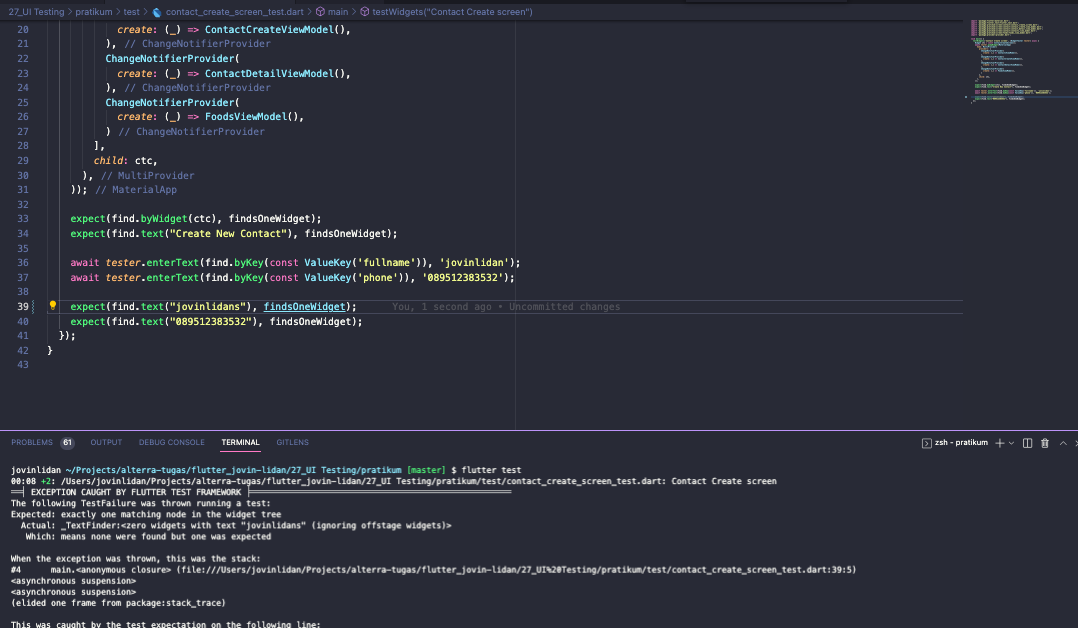 27_UI Testing > pratikum > test > contact_create_screen_test.dart > main > testWidgets("Contact Create screen")
20 create: (_) => ContactCreateViewModel(),
21 ), // ChangeNotifierProvider
22 ChangeNotifierProvider(
23 create: (_) => ContactDetailViewModel(),
24 ), // ChangeNotifierProvider
25 ChangeNotifierProvider(
26 create: (_) => FoodsViewModel(),
27 ) // ChangeNotifierProvider
28 ],
29 child: ctc,
30 ), // MultiProvider
31 )); // MaterialApp
32
33 expect(find.byWidget(ctc), findsOneWidget);
34 expect(find.text("Create New Contact"), findsOneWidget);
35
36 await tester.enterText(find.byKey(const ValueKey('fullname')), 'jovinlidan');
37 await tester.enterText(find.byKey(const ValueKey('phone')), '089512383532');
38
39 expect(find.text("jovinlidans"), findsOneWidget); You, 1 second ago • Uncommitted changes
40 expect(find.text("089512383532"), findsOneWidget);
41 });
42 }
43
PROBLEMS 61 OUTPUT DEBUG CONSOLE TERMINAL GITLENS zsh - pratikum
jovinlidan ~/Projects/alterra-tugas/flutter_jovin-lidan/27_UI Testing/pratikum [master] $ flutter test
00:08 +2: /Users/jovinlidan/Projects/alterra-tugas/flutter_jovin-lidan/27_UI Testing/pratikum/test/contact_create_screen_test.dart: Contact Create screen
══╡ EXCEPTION CAUGHT BY FLUTTER TEST FRAMEWORK ╞════════════════════════════════════════════════════
The following TestFailure was thrown running a test:
Expected: exactly one matching node in the widget tree
Actual: _TextFinder:<zero widgets with text "jovinlidans" (ignoring offstage widgets)>
Which: means none were found but one was expected
When the exception was thrown, this was the stack:
#4 main.<anonymous closure> (file:///Users/jovinlidan/Projects/alterra-tugas/flutter_jovin-lidan/27_UI%20Testing/pratikum/test/contact_create_screen_test.dart:39:5)
<asynchronous suspension>
<asynchronous suspension>
(elided one frame from package:stack_trace)
This was caught by the test expectation on the following line: